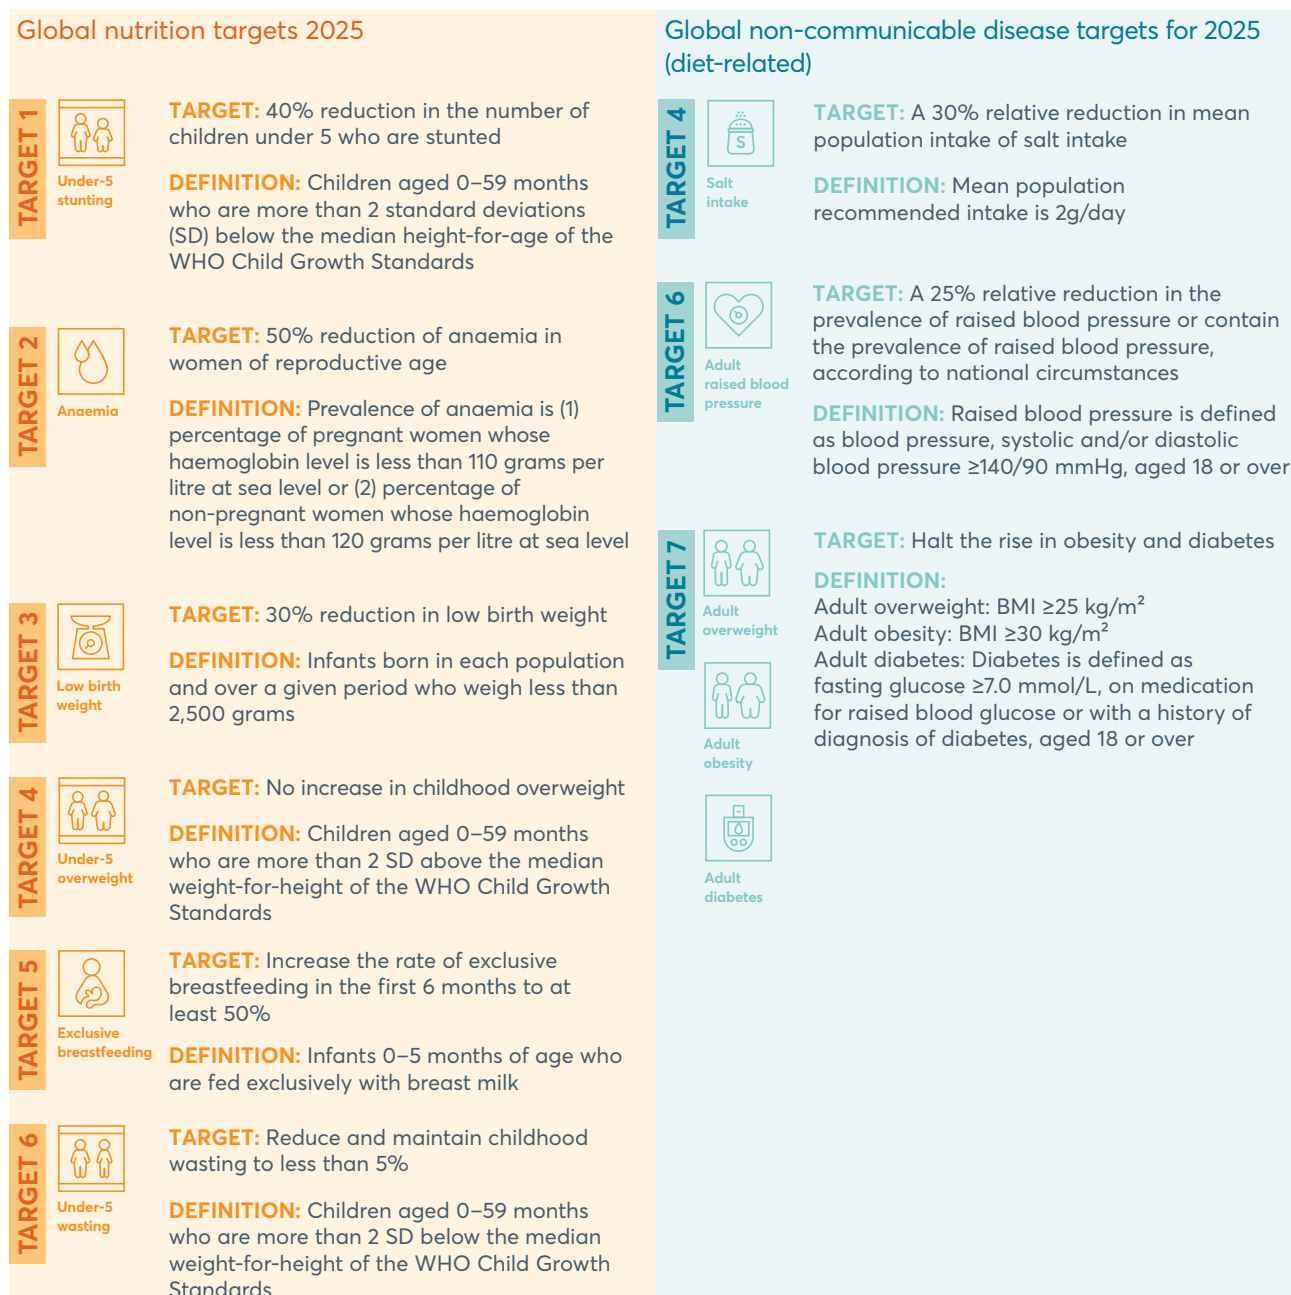 Global nutrition targets 2025
TARGET 1
Under-5
stunting
TARGET: 40% reduction in the number of
children under 5 who are stunted
DEFINITION: Children aged 0–59 months
who are more than 2 standard deviations
(SD) below the median height-for-age of the
WHO Child Growth Standards
TARGET 2
Anaemia
TARGET: 50% reduction of anaemia in
women of reproductive age
DEFINITION: Prevalence of anaemia is (1)
percentage of pregnant women whose
haemoglobin level is less than 110 grams per
litre at sea level or (2) percentage of
non-pregnant women whose haemoglobin
level is less than 120 grams per litre at sea level
TARGET 3
Low birth
weight
TARGET: 30% reduction in low birth weight
DEFINITION: Infants born in each population
and over a given period who weigh less than
2,500 grams
TARGET 4
Under-5
overweight
TARGET: No increase in childhood overweight
DEFINITION: Children aged 0–59 months
who are more than 2 SD above the median
weight-for-height of the WHO Child Growth
Standards
TARGET 5
Exclusive
breastfeeding
TARGET: Increase the rate of exclusive
breastfeeding in the first 6 months to at
least 50%
DEFINITION: Infants 0–5 months of age who
are fed exclusively with breast milk
TARGET 6
Under-5
wasting
TARGET: Reduce and maintain childhood
wasting to less than 5%
DEFINITION: Children aged 0–59 months
who are more than 2 SD below the median
weight-for-height of the WHO Child Growth
Standards
Global non-communicable disease targets for 2025
(diet-related)
TARGET 4
S
Salt
intake
TARGET: A 30% relative reduction in mean
population intake of salt intake
DEFINITION: Mean population
recommended intake is 2g/day
TARGET 6
Adult
raised blood
pressure
TARGET: A 25% relative reduction in the
prevalence of raised blood pressure or contain
the prevalence of raised blood pressure,
according to national circumstances
DEFINITION: Raised blood pressure is defined
as blood pressure, systolic and/or diastolic
blood pressure ≥140/90 mmHg, aged 18 or over
TARGET 7
Adult
overweight
Adult
obesity
Adult
diabetes
TARGET: Halt the rise in obesity and diabetes
DEFINITION:
Adult overweight: BMI ≥25 kg/m²
Adult obesity: BMI ≥30 kg/m²
Adult diabetes: Diabetes is defined as
fasting glucose ≥7.0 mmol/L, on medication
for raised blood glucose or with a history of
diagnosis of diabetes, aged 18 or over